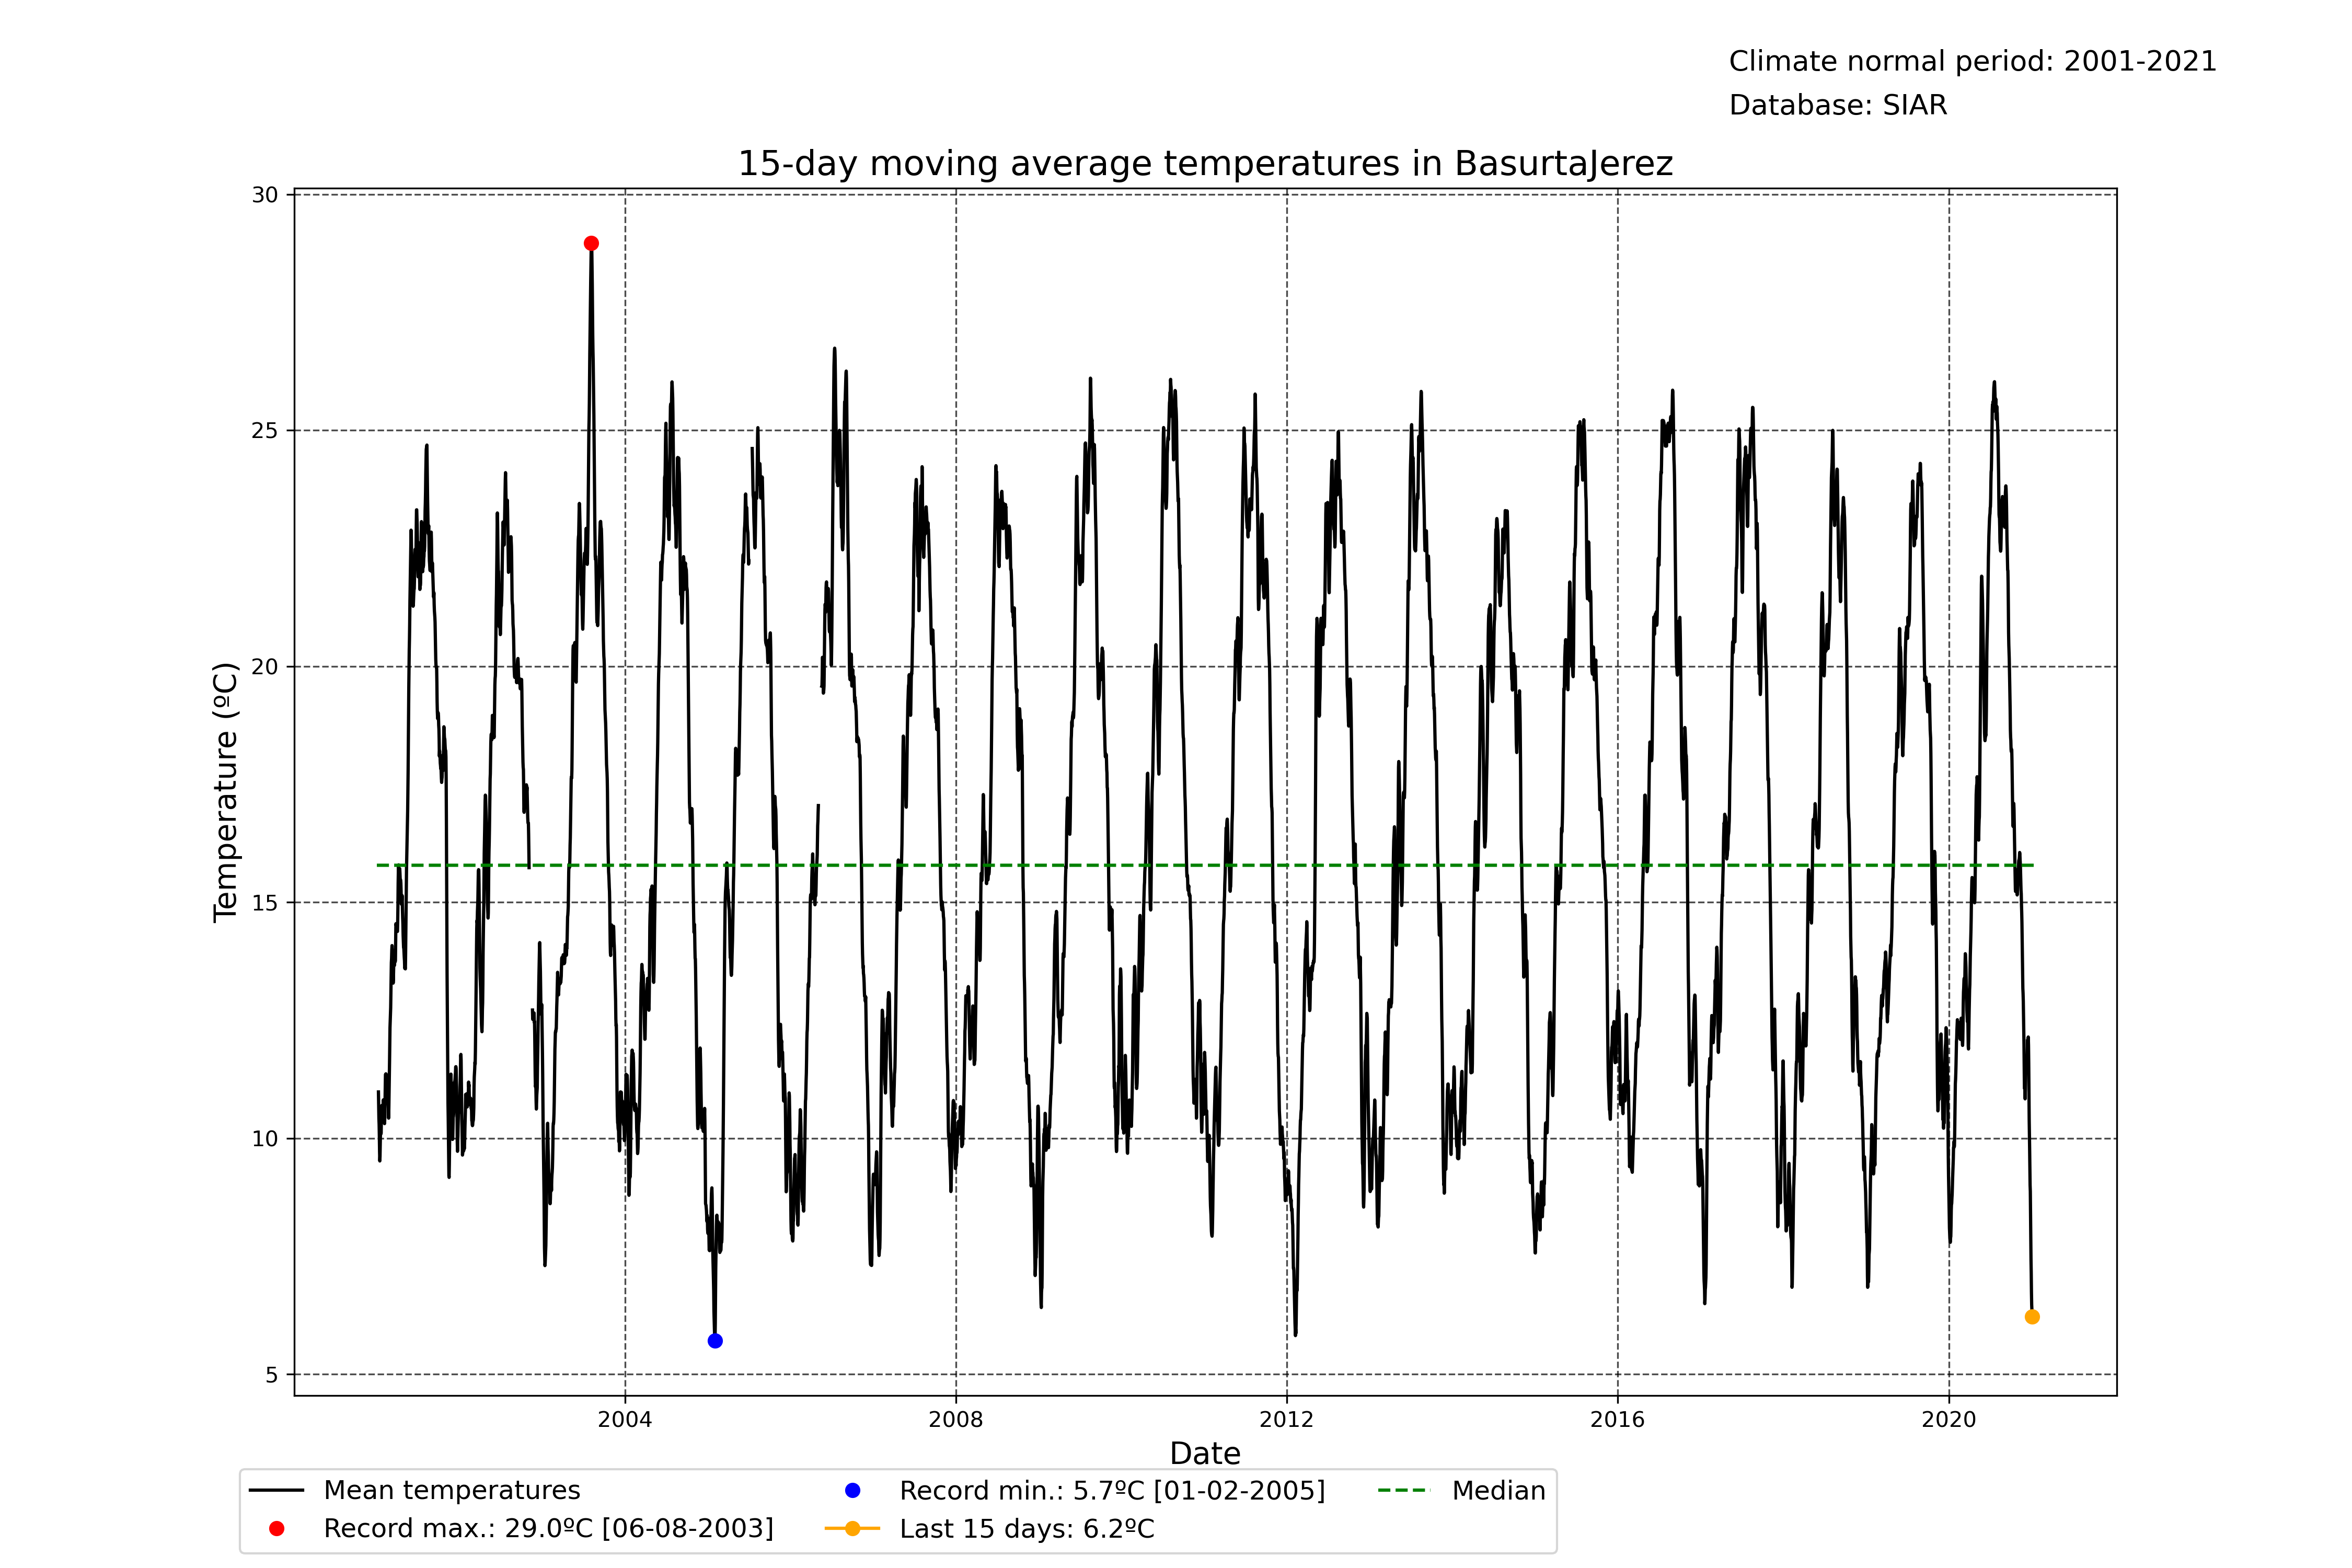 Climate normal period: 2001-2021
Database: SIAR
15-day moving average temperatures in BasurtaJerez
30
25
20
15
10
5
Temperature (ºC)
2004
2008
2012
2016
2020
Date
Mean temperatures
Record max.: 29.0ºC [06-08-2003]
Record min.: 5.7ºC [01-02-2005]
Last 15 days: 6.2ºC
Median